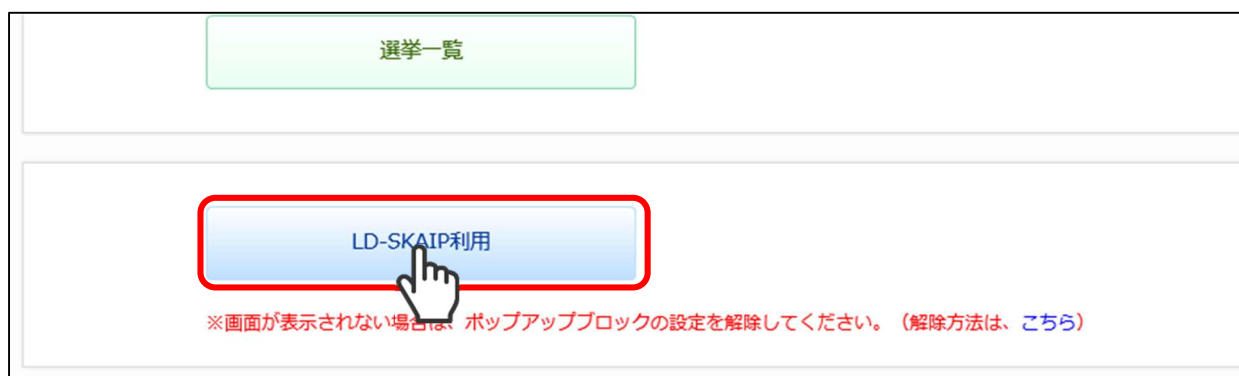 選挙一覧
LD-SKAIP利用
※画面が表示されない場合は、ポップアップブロックの設定を解除してください。（解除方法は、こちら）